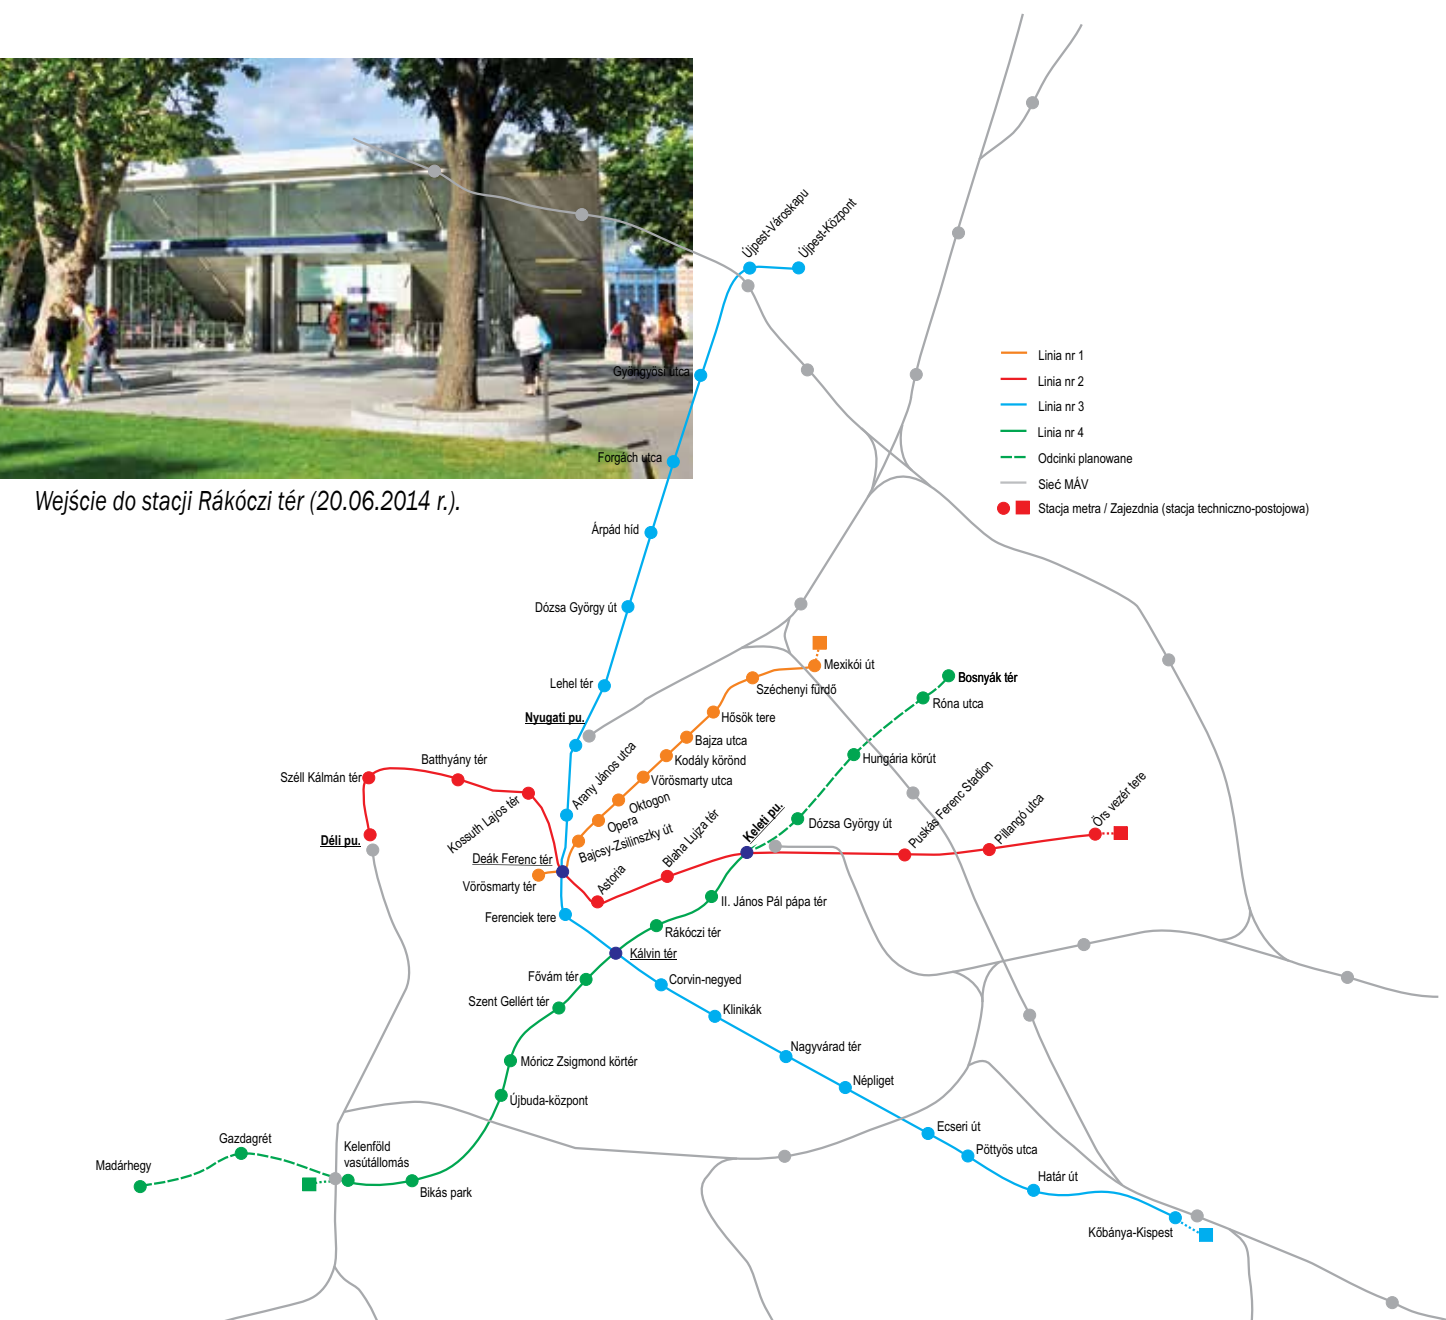 Újpest-Városkapu
Újpest-Központ
Gyöngyösi utca
Forgách utca
Wejście do stacji Rákóczi tér (20.06.2014 r.).
Linia nr 1
Linia nr 2
Linia nr 3
Linia nr 4
Odcinki planowane
Sieć MÁV
Stacja metra / Zajezdnia (stacja techniczno-postojowa)
Árpád híd
Dózsa György út
Lehel tér
Nyugati pu.
Arany János utca
Mexikói út
Széchenyi fürdő
Hősök tere
Bajza utca
Kodály körönd
Vörösmarty utca
Oktogon
Opera
Bajcsy-Zsilinszky út
Bosnyák tér
Róna utca
Hungária körút
Dózsa György út
Keleti pu.
Puskás Ferenc Stadion
Pillangó utca
Örs vezér tere
Batthyány tér
Széll Kálmán tér
Déli pu.
Kossuth Lajos tér
Deák Ferenc tér
Vörösmarty tér
Astoria
Blaha Lujza tér
II. János Pál pápa tér
Ferenciek tere
Rákóczi tér
Kálvin tér
Fővám tér
Corvin-negyed
Szent Gellért tér
Klinikák
Nagyvárad tér
Móricz Zsigmond körtér
Népliget
Újbuda-központ
Ecseri út
Pöttyös utca
Gazdagrét
Kelenföld
vasútállomás
Madárhegy
Bikás park
Határ út
Kőbánya-Kispest